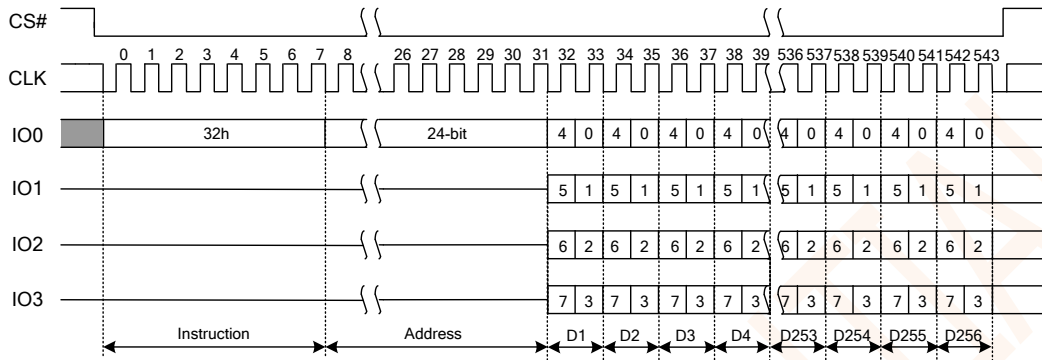 CS#
0 1 2 3 4 5 6 7 8 26 27 28 29 30 31 32 33 34 35 36 37 38 39 536 537 538 539 540 541 542 543
CLK
IO0 32h 24-bit 4 0 4 0 4 0 4 0 4 0 4 0 4 0 4 0
IO1 5 1 5 1 5 1 5 1 5 1 5 1 5 1 5 1
IO2 6 2 6 2 6 2 6 2 6 2 6 2 6 2 6 2
IO3 7 3 7 3 7 3 7 3 7 3 7 3 7 3 7 3
Instruction Address D1 D2 D3 D4 D253 D254 D255 D256